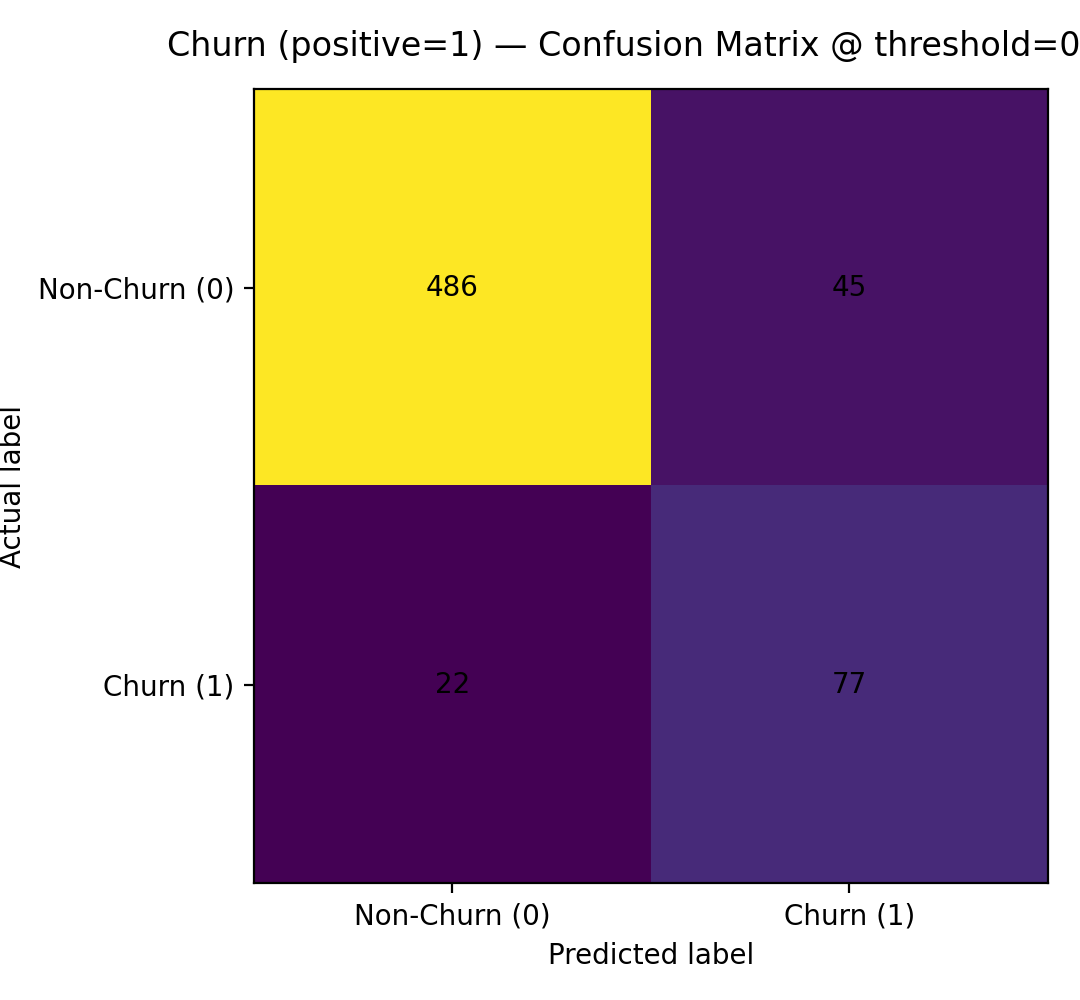 Churn (positive=1) — Confusion Matrix @ threshold=0
Non-Churn (0)
486
45
Actual label
Churn (1)
22
77
Non-Churn (0)
Churn (1)
Predicted label